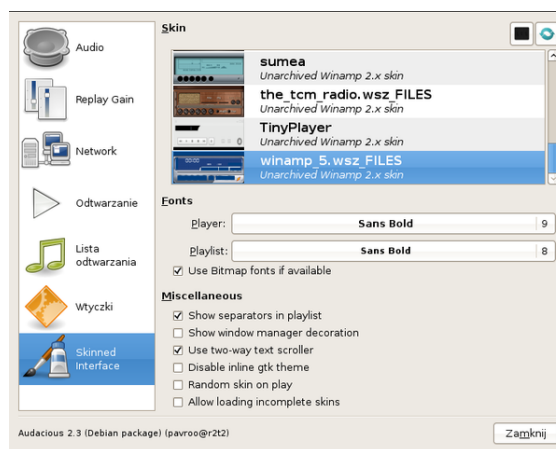 Audio
Replay Gain
Network
Odtwarzanie
Lista
odtwarzania
Wtyczki
Skinned
Interface
Skin
sumea
Unarchived Winamp 2.x skin
the_tcm_radio.wsz_FILES
Unarchived Winamp 2.x skin
TinyPlayer
Unarchived Winamp 2.x skin
winamp_5.wsz_FILES
Unarchived Winamp 2.x skin
Fonts
Player: Sans Bold 9
Playlist: Sans Bold 8
Use Bitmap fonts if available
Miscellaneous
Show separators in playlist
Show window manager decoration
Use two-way text scroller
Disable inline gtk theme
Random skin on play
Allow loading incomplete skins
Audacious 2.3 (Debian package) (pavroo@r2t2)
Zamknij